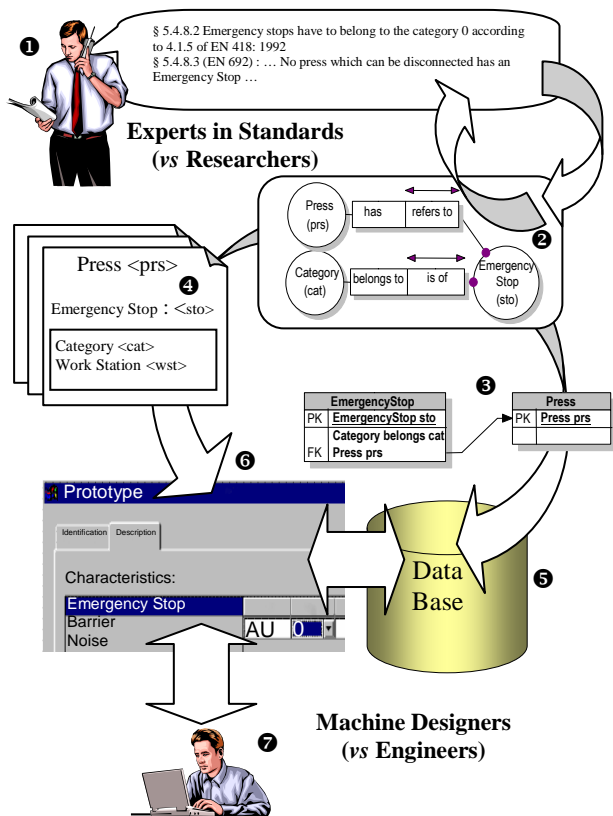 ❶
§ 5.4.8.2 Emergency stops have to belong to the category 0 according
to 4.1.5 of EN 418: 1992
§ 5.4.8.3 (EN 692) : … No press which can be disconnected has an
Emergency Stop …
Experts in Standards
(vs Researchers)
❷
Press
(prs)
has
refers to
Category
(cat)
belongs to
is of
Emergency
Stop
(sto)
Press <prs>
❹
Emergency Stop : <sto>
Category <cat>
Work Station <wst>
❸
EmergencyStop
PK EmergencyStop sto
Category belongs cat
FK Press prs
Press
PK Press prs
❻
Prototype
Identification
Description
Characteristics:
Emergency Stop
Barrier
Noise
AU
0
Data
Base
❺
Machine Designers
(vs Engineers)
❼